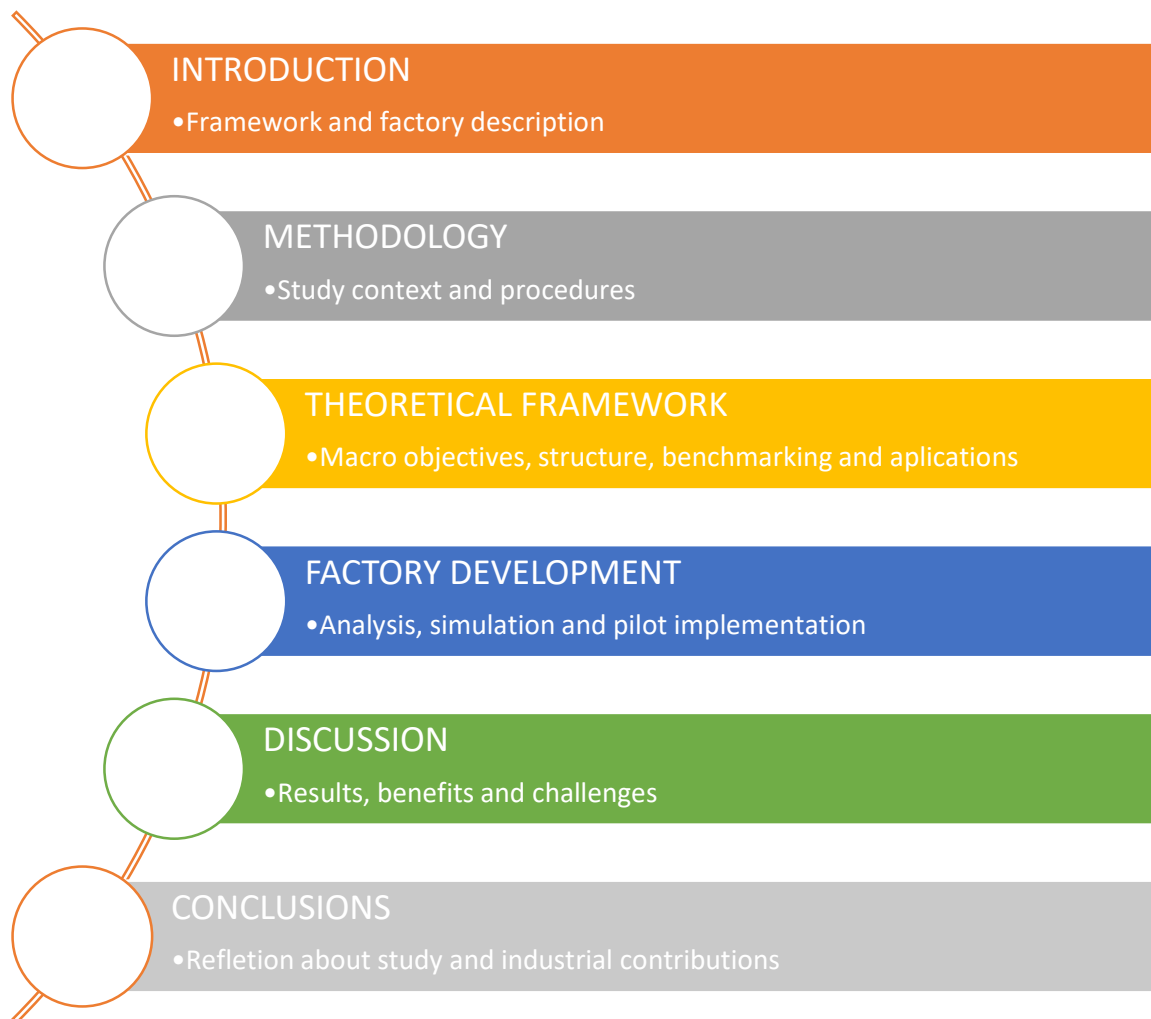 INTRODUCTION
•Framework and factory description
METHODOLOGY
•Study context and procedures
THEORETICAL FRAMEWORK
•Macro objectives, structure, benchmarking and aplications
FACTORY DEVELOPMENT
•Analysis, simulation and pilot implementation
DISCUSSION
•Results, benefits and challenges
CONCLUSIONS
•Refletion about study and industrial contributions